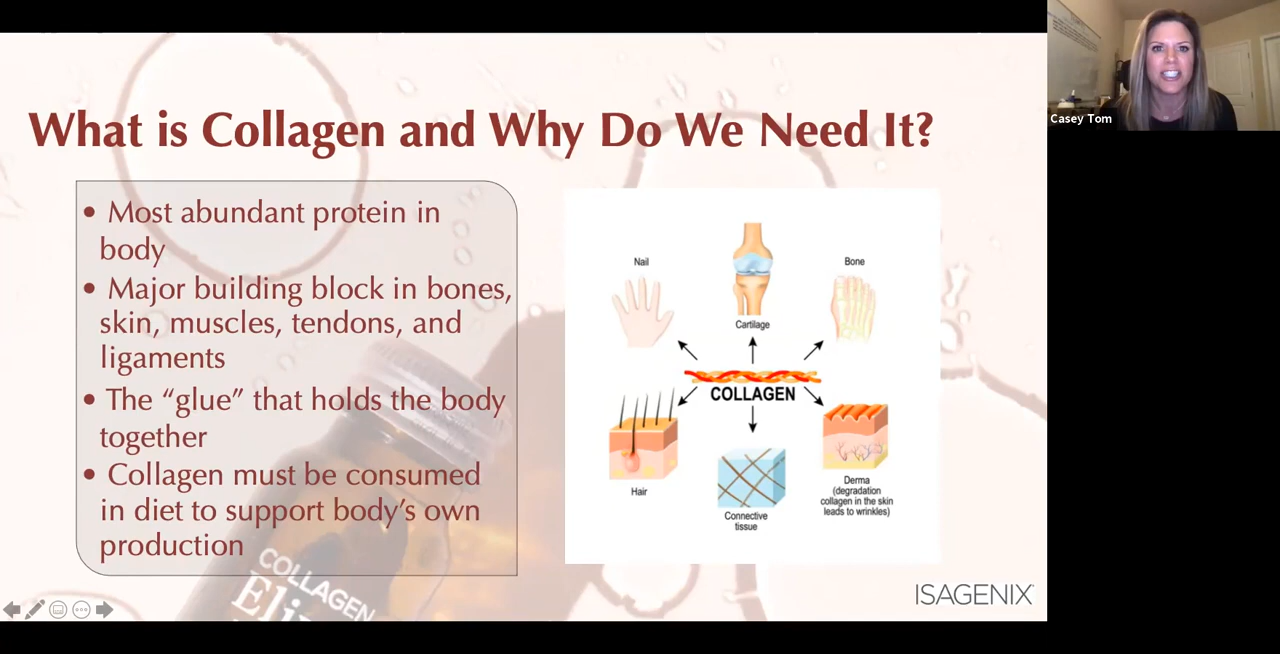 What is Collagen and Why Do We Need It?
• Most abundant protein in
body
• Major building block in bones,
skin, muscles, tendons, and
ligaments
• The “glue” that holds the body
together
• Collagen must be consumed
in diet to support body’s own
production
Nail
Cartilage
Bone
COLLAGEN
Hair
Connective
tissue
Derma
(degradation
collagen in the skin
leads to wrinkles)
COLLAGEN
ISAGENIX
Casey Tom